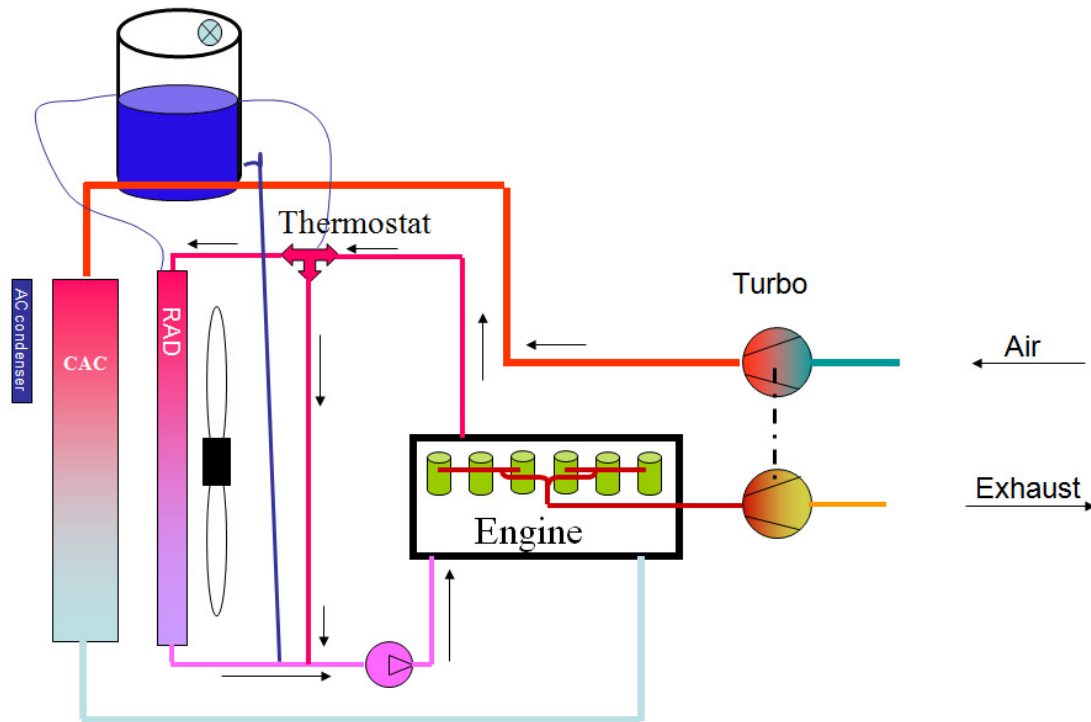 Thermostat
AC condenser
CAC
RAD
Turbo
Air
Engine
Exhaust